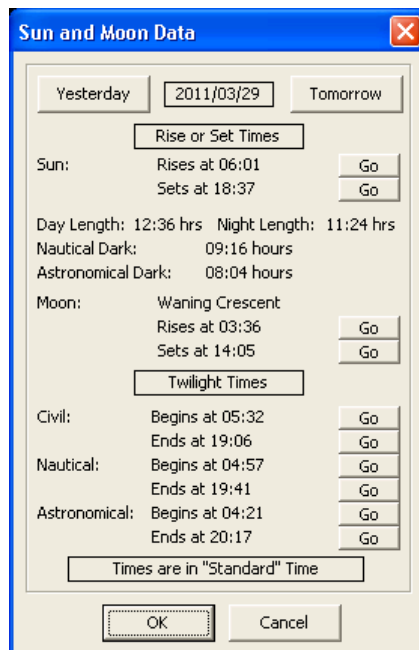 Sun and Moon Data
Yesterday 2011/03/29 Tomorrow
Rise or Set Times
Sun: Rises at 06:01 Go
Sets at 18:37 Go
Day Length: 12:36 hrs Night Length: 11:24 hrs
Nautical Dark: 09:16 hours
Astronomical Dark: 08:04 hours
Moon: Waning Crescent
Rises at 03:36 Go
Sets at 14:05 Go
Twilight Times
Civil: Begins at 05:32 Go
Ends at 19:06 Go
Nautical: Begins at 04:57 Go
Ends at 19:41 Go
Astronomical: Begins at 04:21 Go
Ends at 20:17 Go
Times are in "Standard" Time
OK Cancel